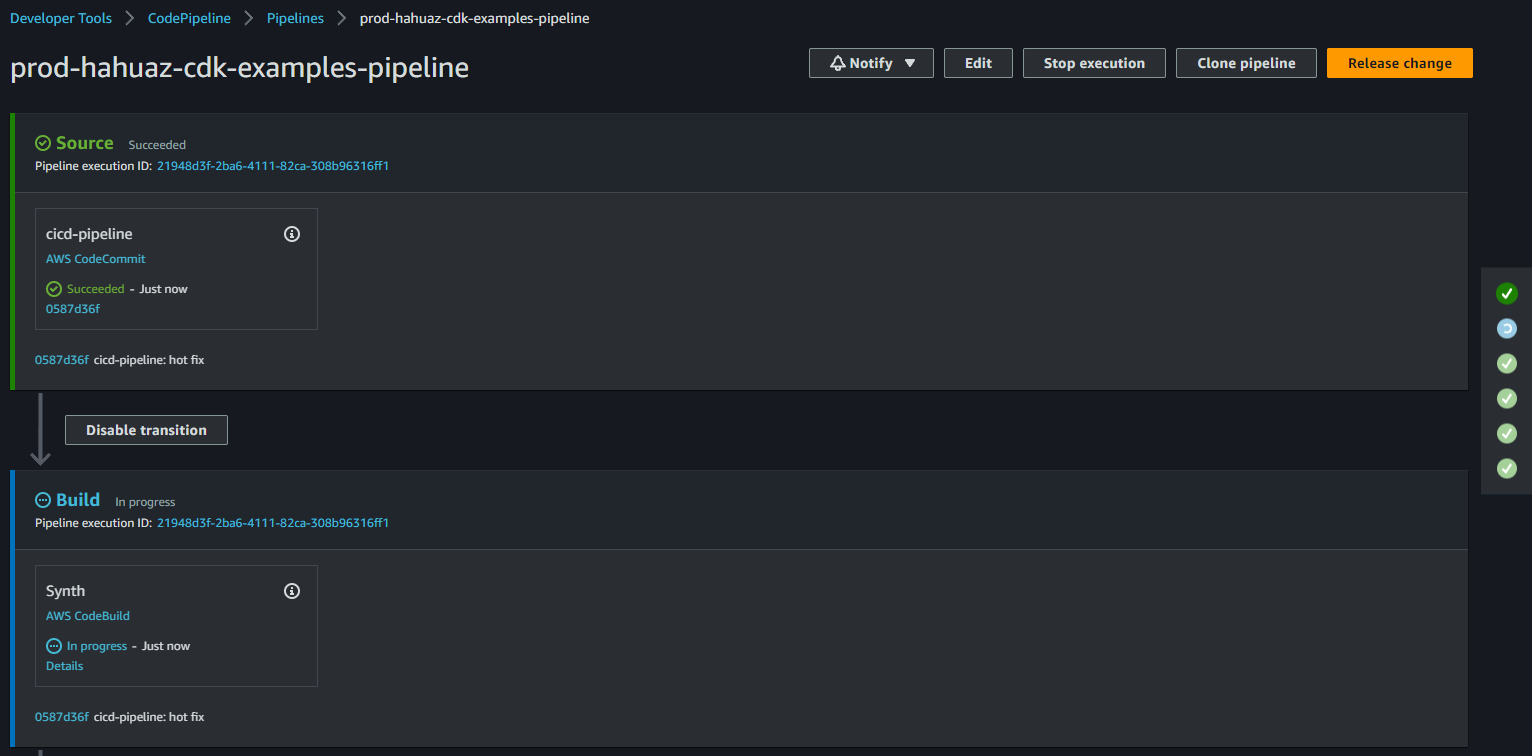 Developer Tools > CodePipeline > Pipelines > prod-hahuaz-cdk-examples-pipeline
prod-hahuaz-cdk-examples-pipeline
Notify ▼ Edit Stop execution Clone pipeline Release change
Source Succeeded
Pipeline execution ID: 21948d3f-2ba6-4111-82ca-308b96316ff1
cicd-pipeline
AWS CodeCommit
Succeeded - Just now
0587d36f
0587d36f cicd-pipeline: hot fix
Disable transition
Build In progress
Pipeline execution ID: 21948d3f-2ba6-4111-82ca-308b96316ff1
Synth
AWS CodeBuild
In progress - Just now
Details
0587d36f cicd-pipeline: hot fix